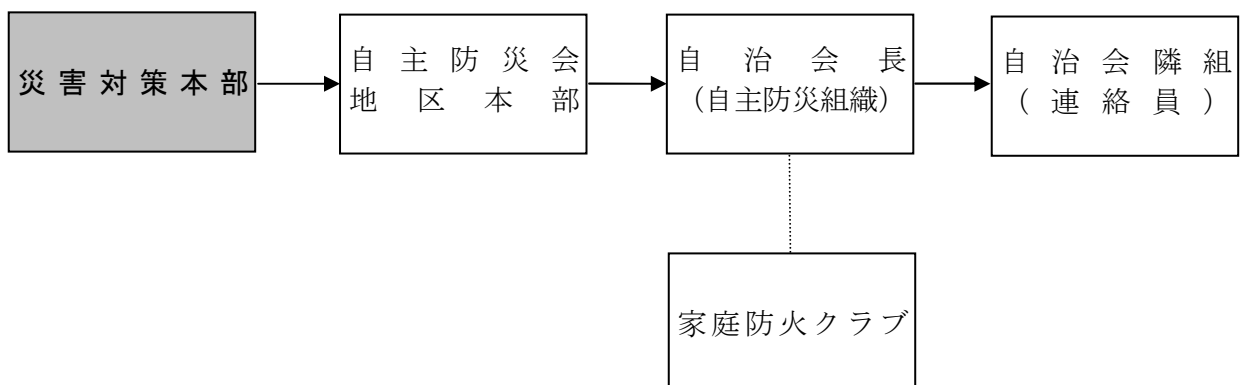 災害対策本部
自主防災会
地区本部
自治会長
（自主防災組織）
自治会隣組
（連絡員）
家庭防火クラブ